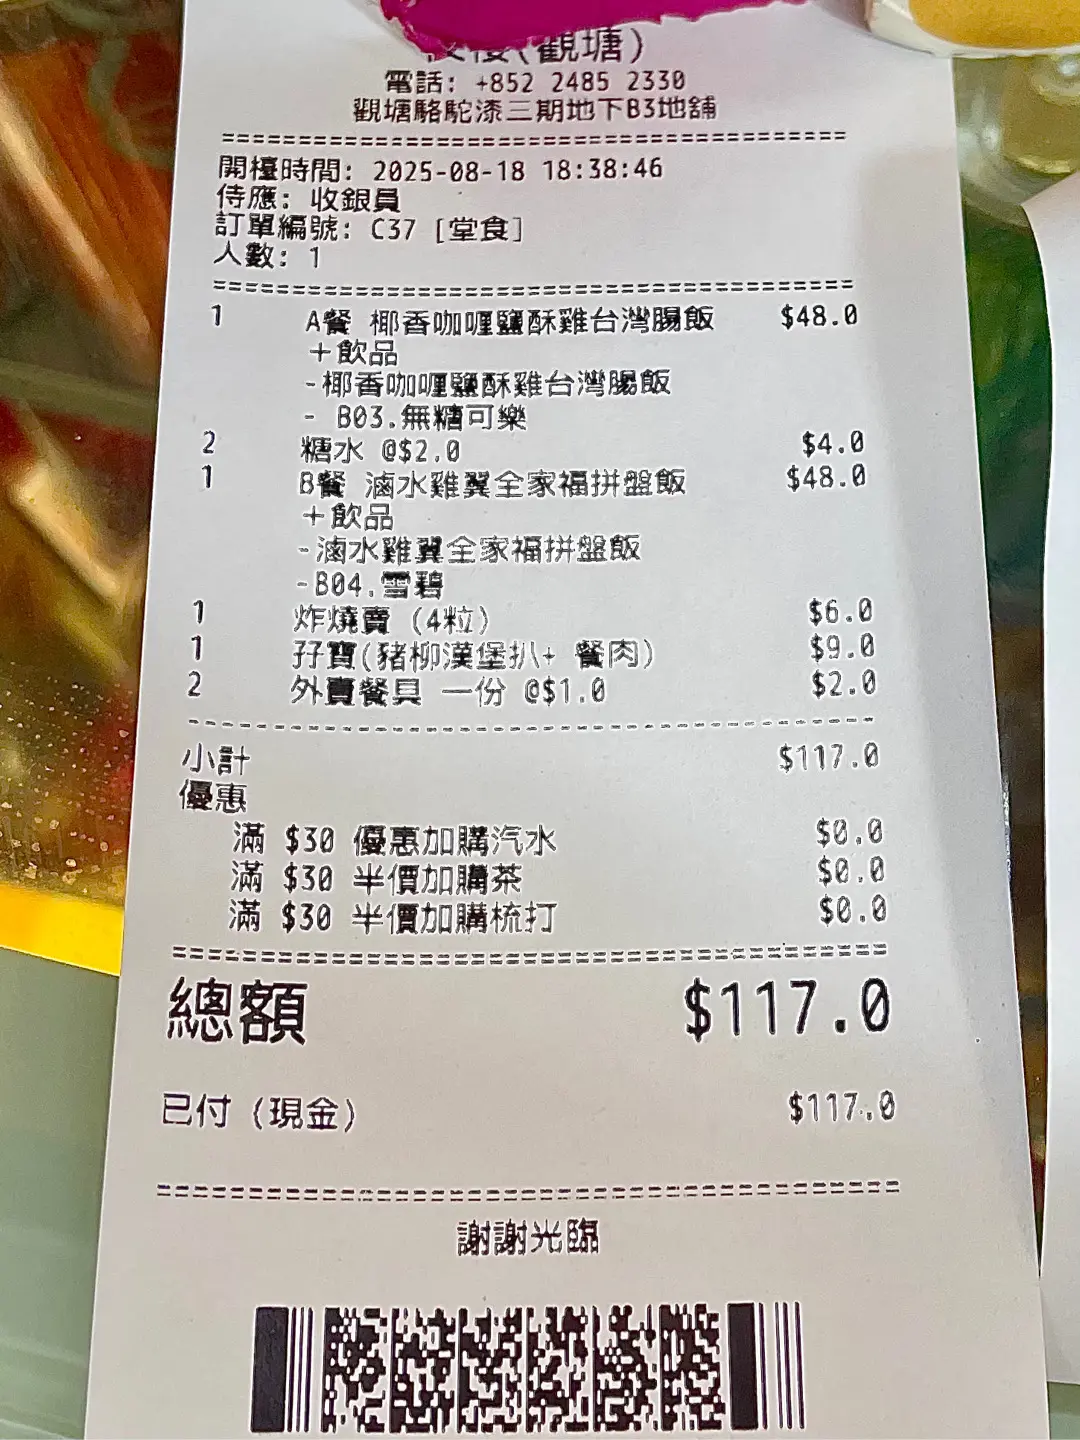 (觀塘)
電話: +852 2485 2330
觀塘駱駝漆三期地下B3地舖
開檯時間: 2025-08-18 18:38:46
侍應: 收銀員
訂單編號: C37 [堂食]
人數: 1
1 A餐 椰香咖喱鹽酥雞台灣腸飯 $48.0
+飲品
-椰香咖喱鹽酥雞台灣腸飯
- B03.無糖可樂
2 糖水 @$2.0 $4.0
1 B餐 滷水雞翼全家福拼盤飯 $48.0
+飲品
-滷水雞翼全家福拼盤飯
-B04.雪碧
1 炸燒賣 (4粒) $6.0
1 孖寶(豬柳漢堡扒+ 餐肉) $9.0
2 外賣餐具 一份 @$1.0 $2.0
小計 $117.0
優惠
滿 $30 優惠加購汽水 $0.0
滿 $30 半價加購茶 $0.0
滿 $30 半價加購梳打 $0.0
總額 $117.0
已付 (現金) $117.0
謝謝光臨